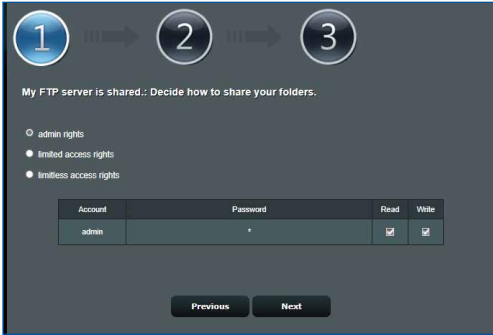 1 2 3
My FTP server is shared.: Decide how to share your folders.
admin rights
limited access rights
limitless access rights
Account Password Read Write
admin *
Previous Next